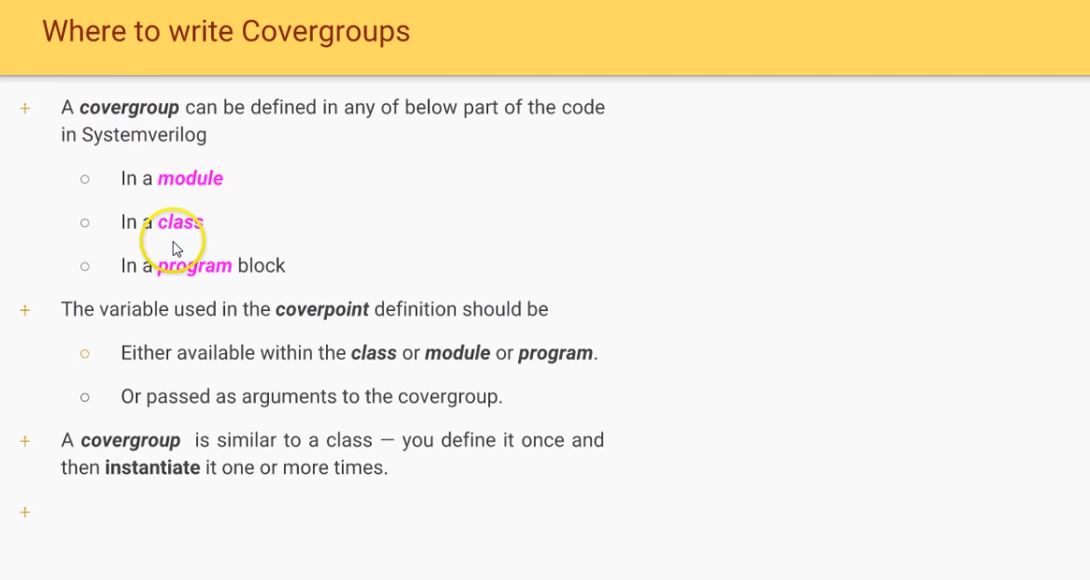 Where to write Covergroups
+ A covergroup can be defined in any of below part of the code
in Systemverilog
○ In a module
○ In a class
○ In a program block
+ The variable used in the coverpoint definition should be
○ Either available within the class or module or program.
○ Or passed as arguments to the covergroup.
+ A covergroup is similar to a class – you define it once and
then instantiate it one or more times.
+